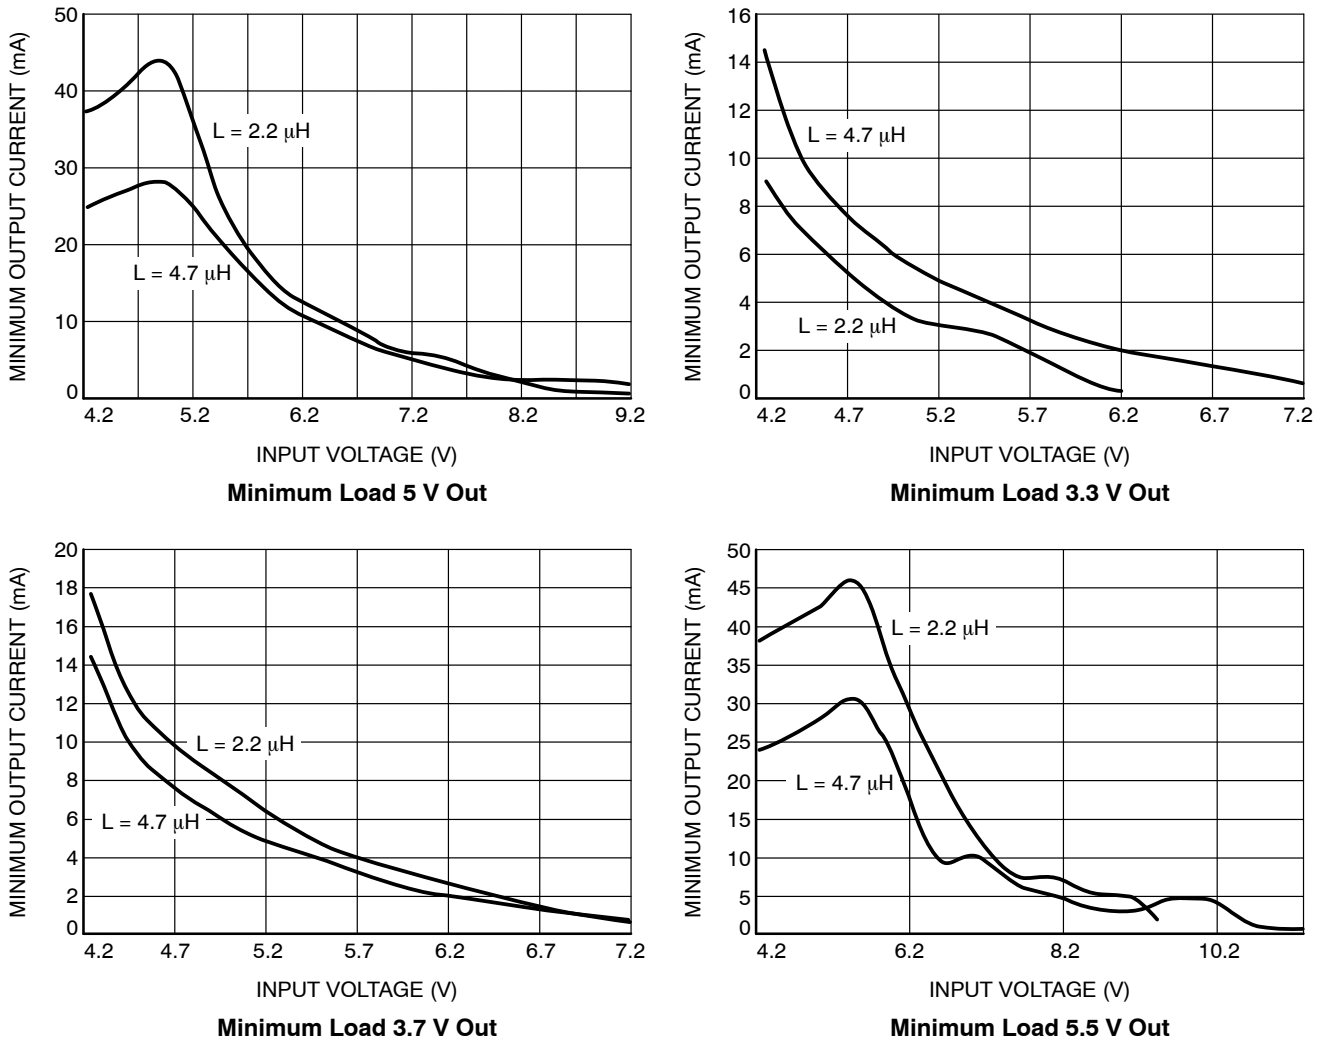 MINIMUM OUTPUT CURRENT (mA)
50
40
30
20
10
0
L = 2.2 μH
L = 4.7 μH
4.2 5.2 6.2 7.2 8.2 9.2
INPUT VOLTAGE (V)
Minimum Load 5 V Out
MINIMUM OUTPUT CURRENT (mA)
16
14
12
10
8
6
4
2
0
L = 4.7 μH
L = 2.2 μH
4.2 4.7 5.2 5.7 6.2 6.7 7.2
INPUT VOLTAGE (V)
Minimum Load 3.3 V Out
MINIMUM OUTPUT CURRENT (mA)
20
18
16
14
12
10
8
6
4
2
0
L = 2.2 μH
L = 4.7 μH
4.2 4.7 5.2 5.7 6.2 6.7 7.2
INPUT VOLTAGE (V)
Minimum Load 3.7 V Out
MINIMUM OUTPUT CURRENT (mA)
50
45
40
35
30
25
20
15
10
5
0
L = 2.2 μH
L = 4.7 μH
4.2 6.2 8.2 10.2
INPUT VOLTAGE (V)
Minimum Load 5.5 V Out